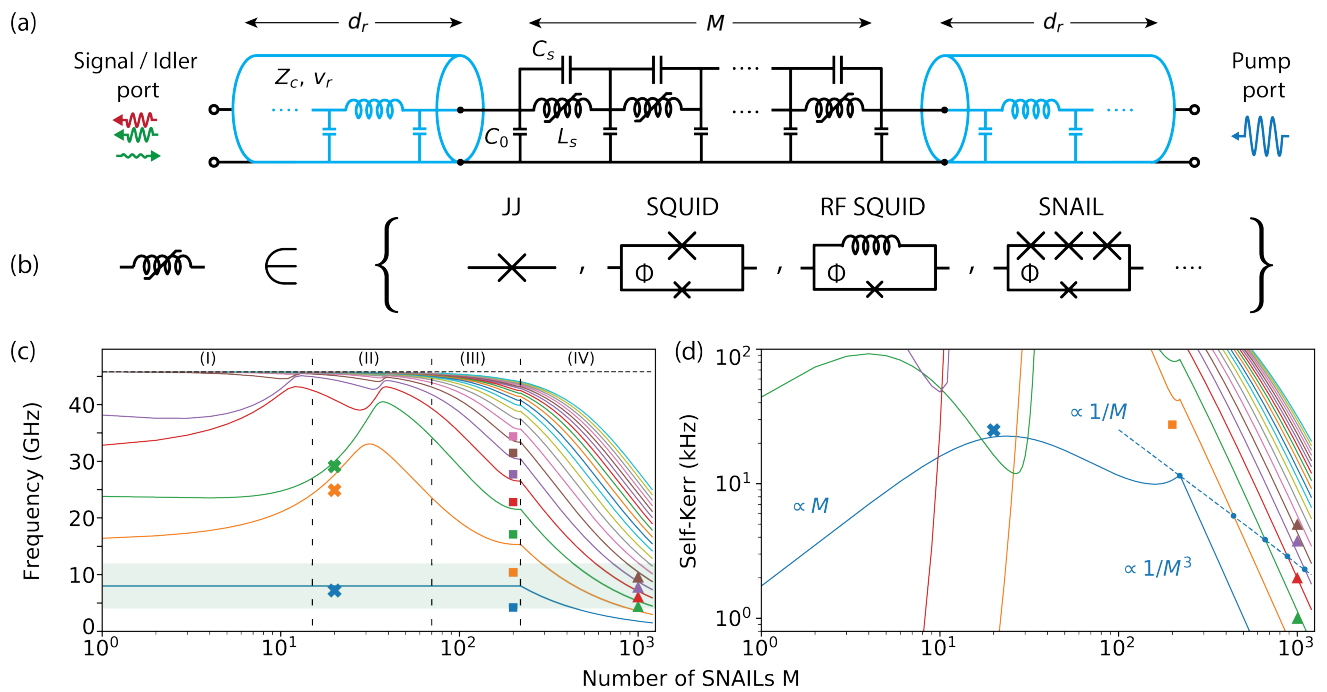 (a)
d_r
M
d_r
Signal / Idler
port
Z_c, v_r
C_s
C_0
L_s
Pump
port
(b)
∈
{
JJ
,
SQUID
Φ
,
RF SQUID
Φ
,
SNAIL
Φ
....
}
(c)
(I)
(II)
(III)
(IV)
Frequency (GHz)
40
30
20
10
0
10^0
10^1
10^2
10^3
(d)
Self-Kerr (kHz)
10^2
10^1
10^0
∝ M
∝ 1/M
∝ 1/M^3
10^0
10^1
10^2
10^3
Number of SNAILs M